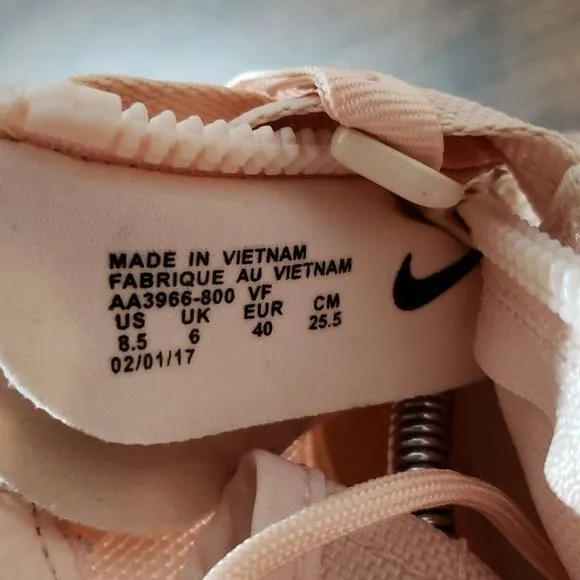 MADE IN VIETNAM
FABRIQUE AU VIETNAM
AA3966-800 VF
US UK EUR CM
8.5 6 40 25.5
02/01/17